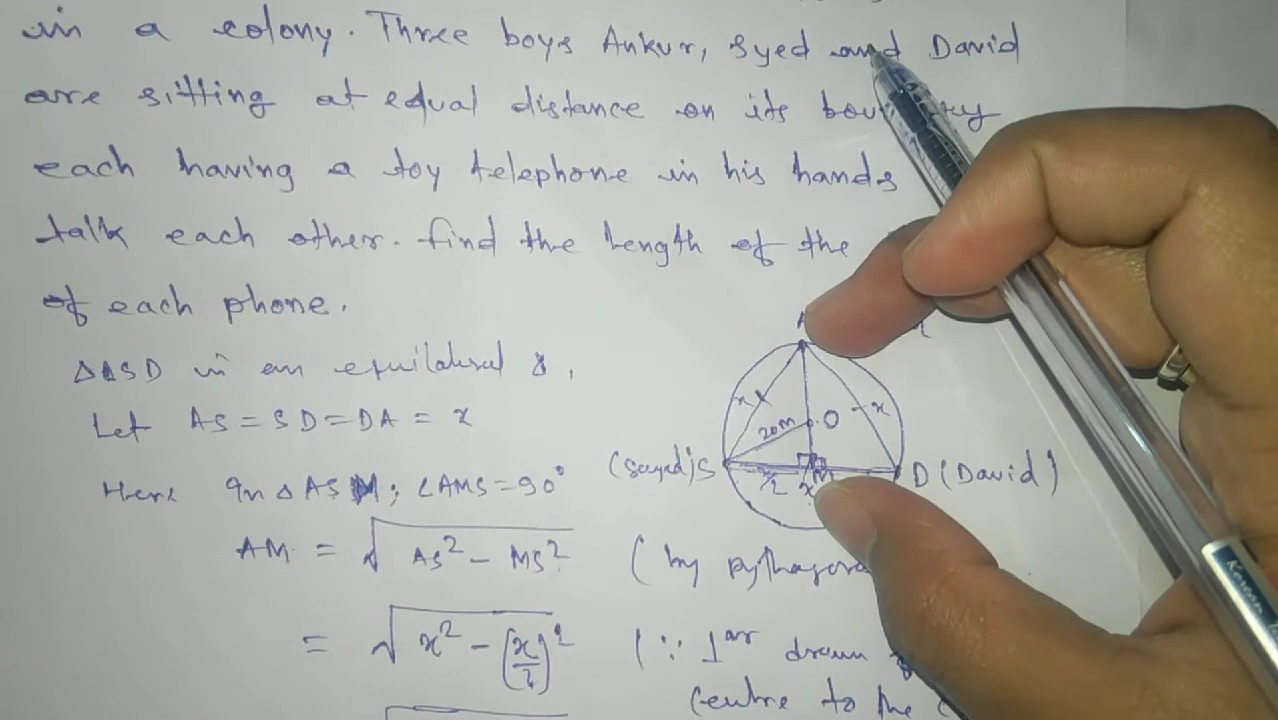 in a colony. Three boys Ankur, Syed and David
are sitting at equal distance on its
each having a toy telephone in his hands
talk each other. find the length of the
of each phone.
ΔASD is an equilateral Δ,
Let AS = SD = DA = x
Here In ΔASM; ∠AMS = 90°
AM = √AS² - MS² (by
= √x² - (x/2)² (∵ ⊥ar drawn
centre to the
A
x
x
20m
O
(Sayed) S
x/2
M
D (David)